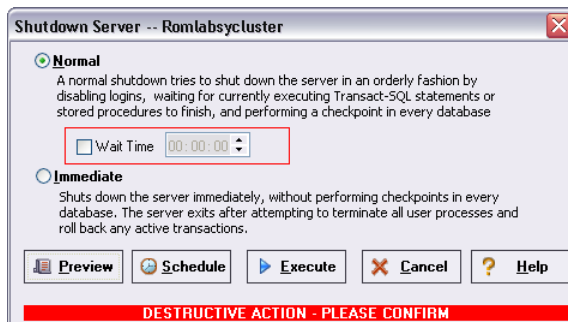 Shutdown Server -- Romlabsycluster
Normal
A normal shutdown tries to shut down the server in an orderly fashion by
disabling logins, waiting for currently executing Transact-SQL statements or
stored procedures to finish, and performing a checkpoint in every database
Wait Time 00:00:00
Immediate
Shuts down the server immediately, without performing checkpoints in every
database. The server exits after attempting to terminate all user processes and
roll back any active transactions.
Preview Schedule Execute Cancel Help
DESTRUCTIVE ACTION - PLEASE CONFIRM